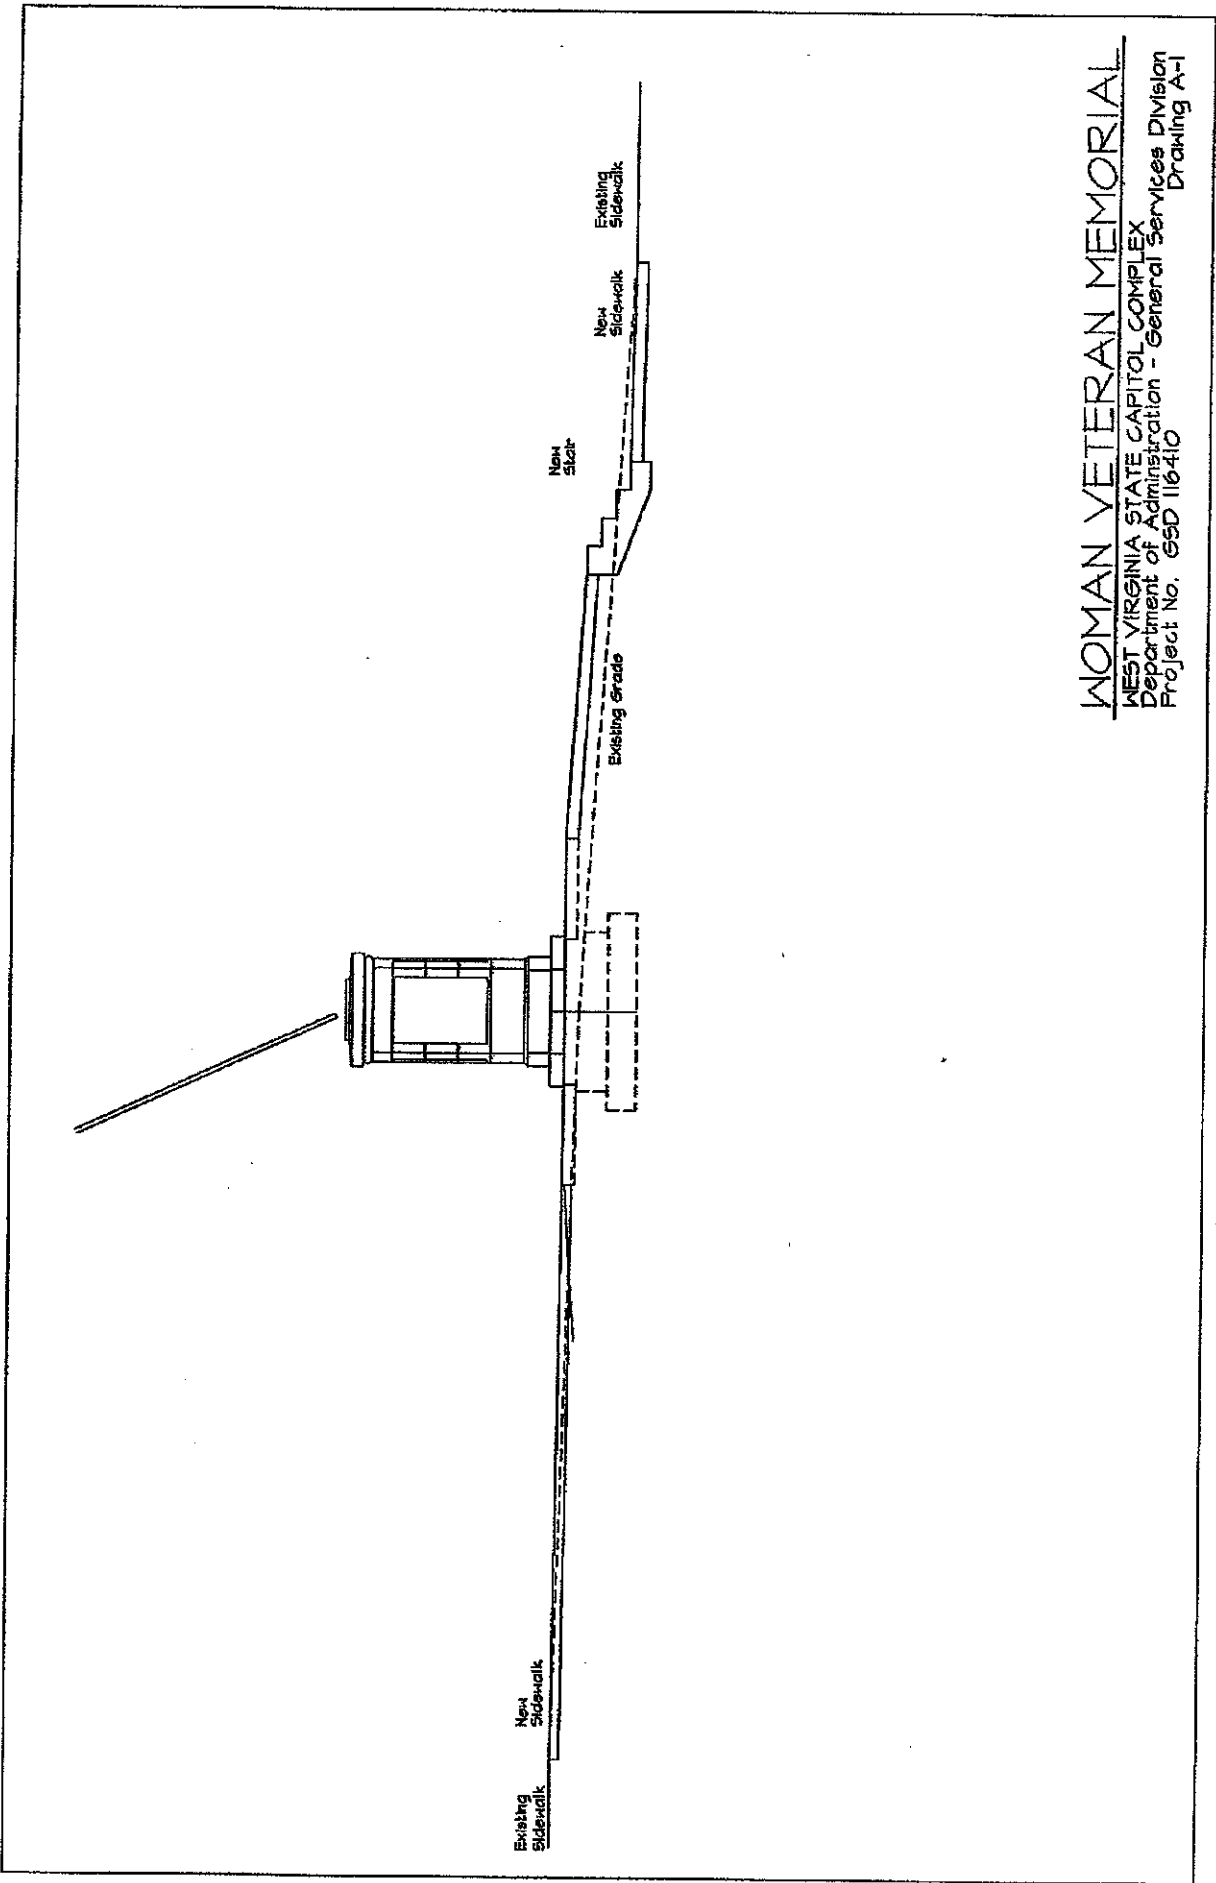 Existing
Sidewalk
New
Sidewalk
Existing Grade
New
Stair
New
Sidewalk
Existing
Sidewalk
WOMAN VETERAN MEMORIAL
WEST VIRGINIA STATE CAPITOL COMPLEX
Department of Administration - General Services Division
Project No. GSD 116410
Drawing A-1